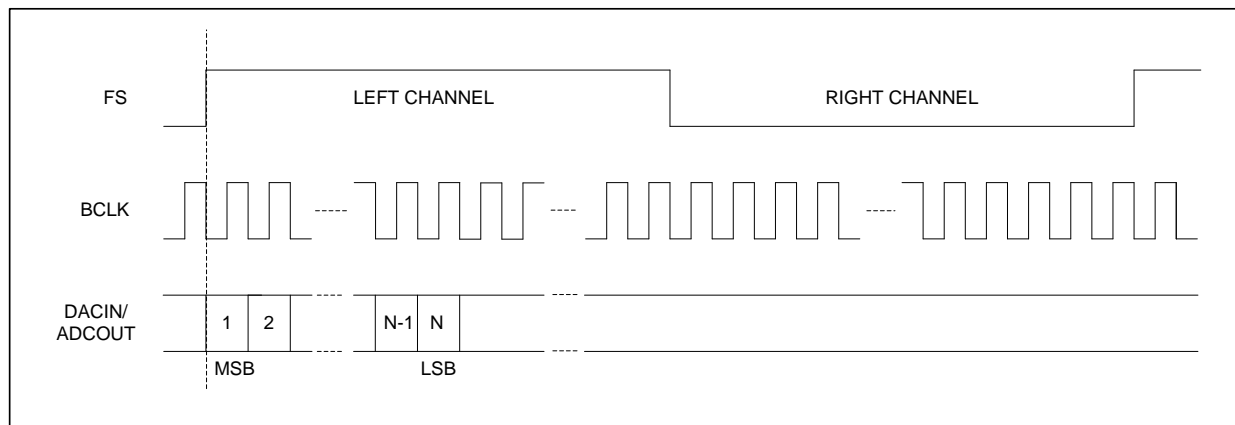 FS
LEFT CHANNEL
RIGHT CHANNEL
BCLK
DACIN/
ADCOUT
1
2
N-1
N
MSB
LSB